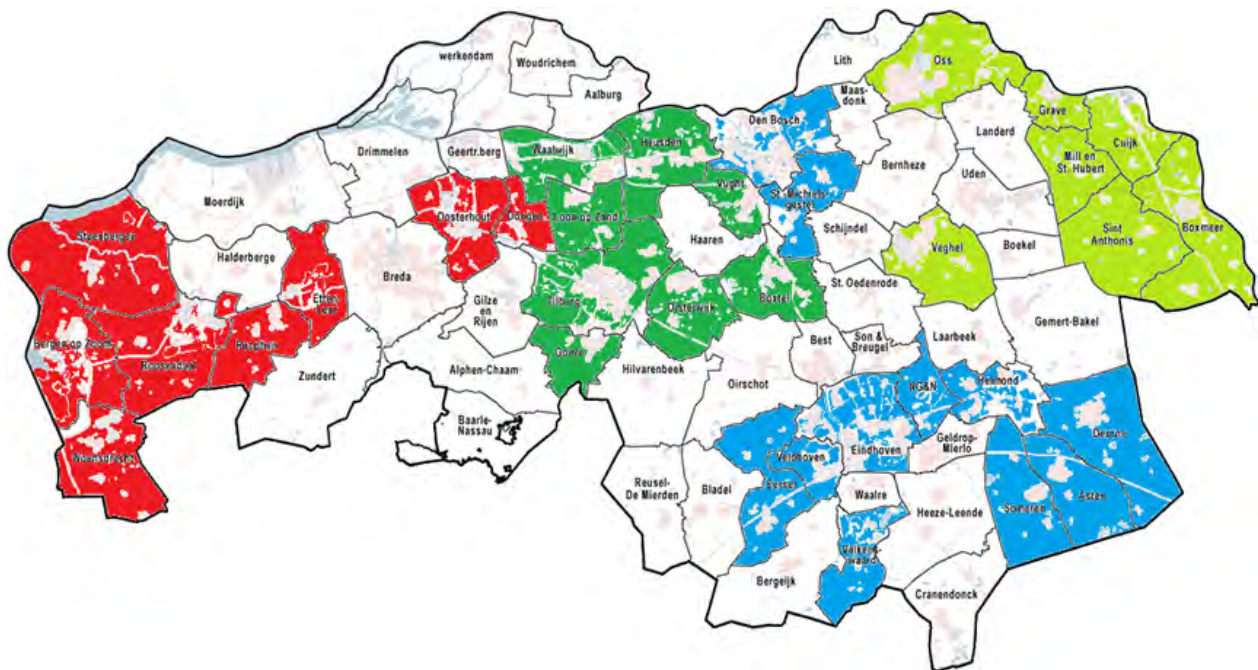 werkendam
Woudrichem
Aalburg
Lith
Oss
Maas-
donk
Grave
Den Bosch
Heusden
Landerd
Cuijk
Drimmelen
Geertr.berg
Waalwijk
Bernheze
Mill en
St. Hubert
Uden
Moerdijk
Vught
St.-Michiels-
gestel
Oosterhout
Dongen
Loon op Zand
Sint
Anthonis
Boxmeer
Steenbergen
Haaren
Schijndel
Veghel
Boekel
Halderberge
Breda
Etten-
Leur
Tilburg
Oisterwijk
Boxtel
St. Oedenrode
Gilze
en
Rijen
Gemert-Bakel
Bergen op Zoom
Roosendaal
Rucphen
Best
Son &
Breugel
Laarbeek
Goirle
Hilvarenbeek
Zundert
Alphen-Chaam
Oirschot
NG&N
Helmond
Baarle-
Nassau
Veldhoven
Eindhoven
Geldrop-
Mierlo
Deurne
Woensdrecht
Reusel-
De Mierden
Bladel
Eersel
Waalre
Someren
Asten
Heeze-Leende
Valkens-
waard
Bergeijk
Cranendonck